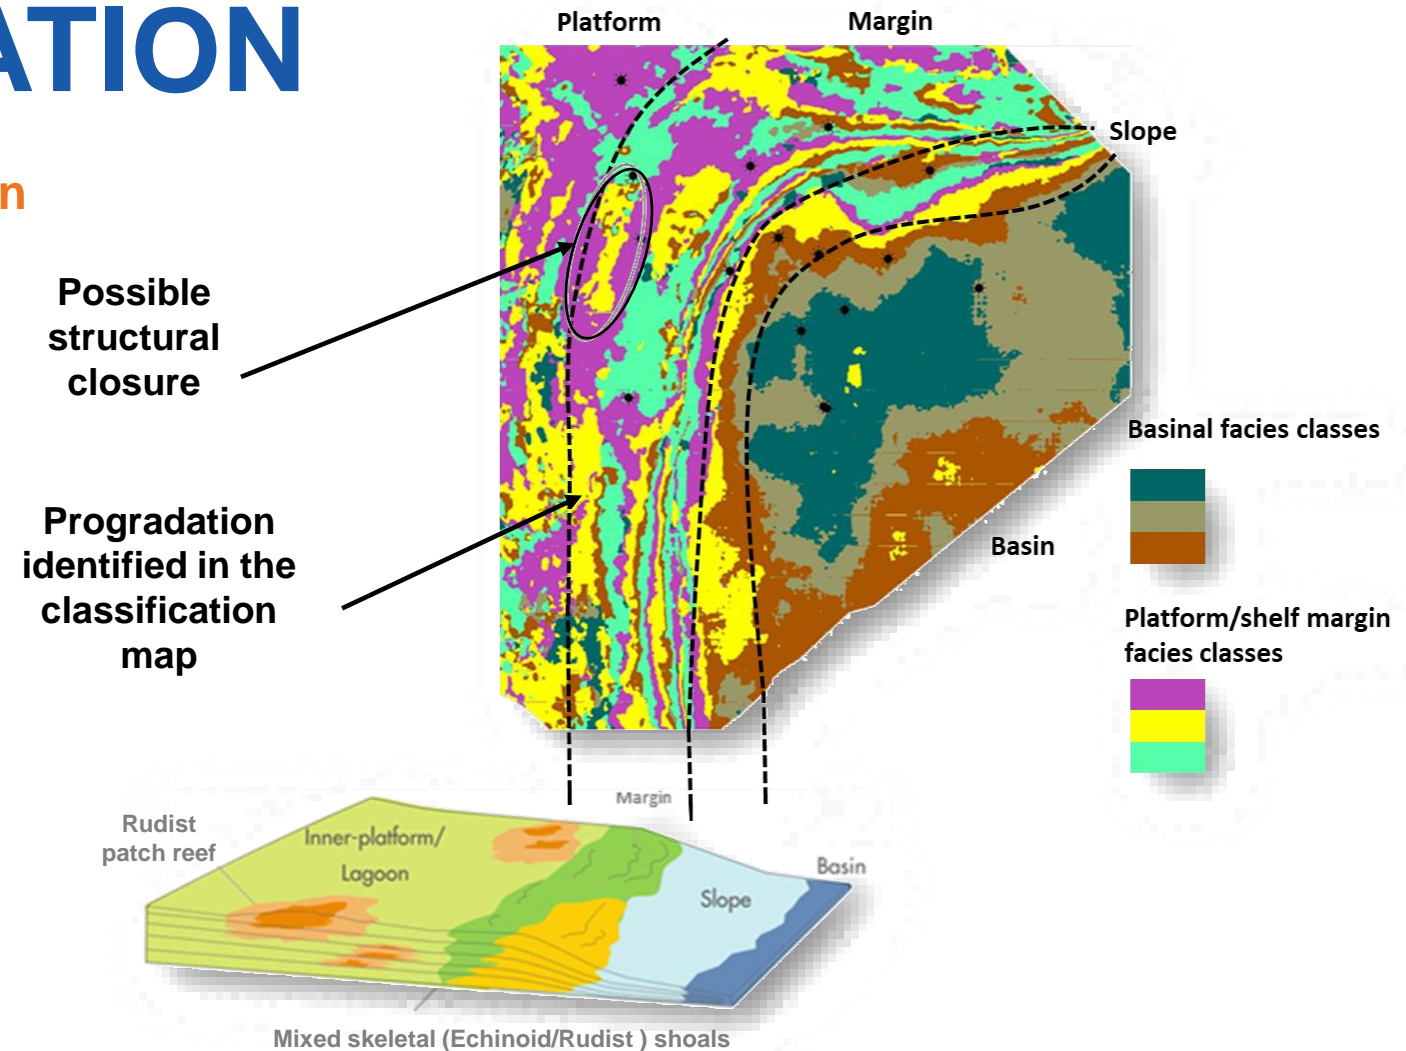 ATION
n
Platform
Margin
Slope
Possible
structural
closure
Basinal facies classes
Progradation
identified in the
classification
map
Basin
Platform/shelf margin
facies classes
Margin
Rudist
patch reef
Inner-platform/
Lagoon
Basin
Slope
Mixed skeletal (Echinoid/Rudist ) shoals